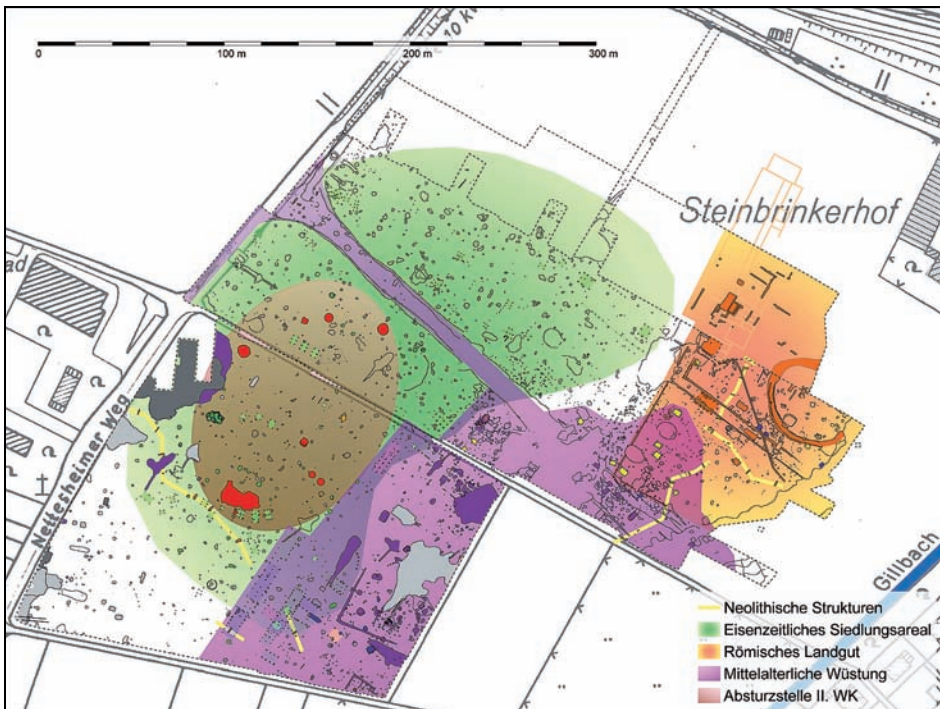 0
100 m
200 m
300 m
10 kV
Steinbrinkerhof
ad
Nettesheimer Weg
Gillbach
Neolithische Strukturen
Eisenzeitliches Siedlungsareal
Römisches Landgut
Mittelalterliche Wüstung
Absturzstelle II. WK